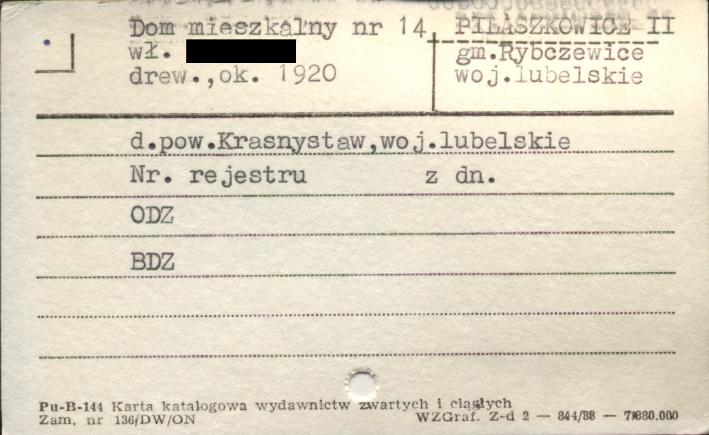 Dom mieszkalny nr 14 PILASZKOWICE II
wł. gm.Rybczewice
drew.,ok. 1920 woj.lubelskie
d.pow.Krasnystaw,woj.lubelskie
Nr. rejestru z dn.
ODZ
BDZ
Pu-B-144 Karta katalogowa wydawnictw zwartych i ciągłych
Zam. nr 136/DW/ON WZGraf. Z-d 2 — 844/88 — 7.880.000